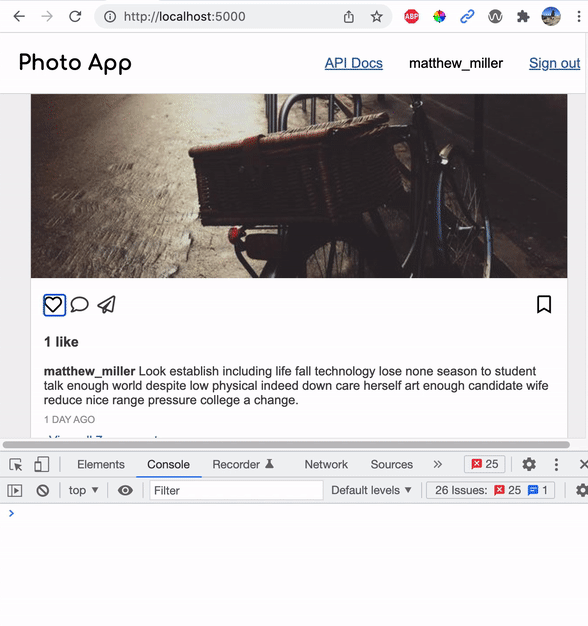 http://localhost:5000
ABP
Photo App
API Docs
matthew_miller
Sign out
1 like
matthew_miller Look establish including life fall technology lose none season to student
talk enough world despite low physical indeed down care herself art enough candidate wife
reduce nice range pressure college a change.
1 DAY AGO
Elements
Console
Recorder
Network
Sources
25
top
Filter
Default levels
26 Issues:
25
1